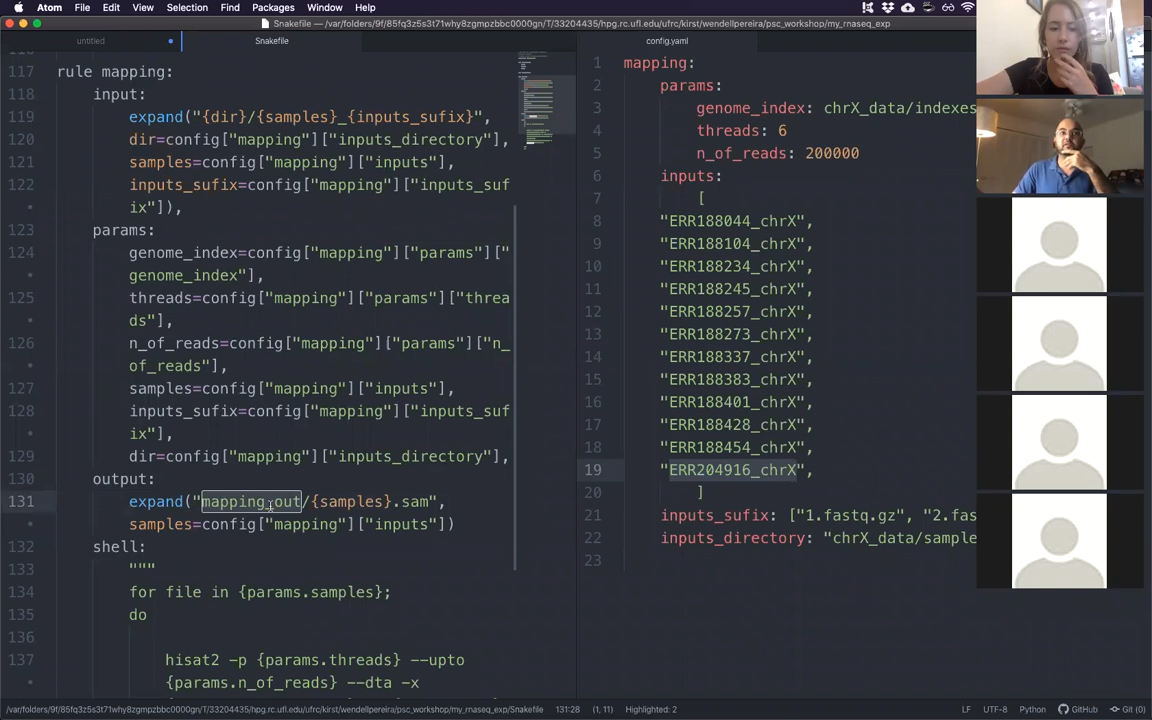 Atom File Edit View Selection Find Packages Window Help
Snakefile — /var/folders/9f/85fq3z5s3t71why8zgmpzbbc0000gn/T/33204435/hpg.rc.ufl.edu/ufrc/kirst/wendellpereira/psc_workshop/my_rnaseq_exp
untitled
Snakefile
config.yaml
117 rule mapping:
118 input:
119 expand("{dir}/{samples}_{inputs_sufix}",
120 dir=config["mapping"]["inputs_directory"],
121 samples=config["mapping"]["inputs"],
122 inputs_sufix=config["mapping"]["inputs_suf
ix"]),
123 params:
124 genome_index=config["mapping"]["params"]["
genome_index"],
125 threads=config["mapping"]["params"]["threa
ds"],
126 n_of_reads=config["mapping"]["params"]["n_
of_reads"],
127 samples=config["mapping"]["inputs"],
128 inputs_sufix=config["mapping"]["inputs_suf
ix"],
129 dir=config["mapping"]["inputs_directory"],
130 output:
131 expand("mapping_out/{samples}.sam",
samples=config["mapping"]["inputs"])
132 shell:
133 """
134 for file in {params.samples};
135 do
136
137 hisat2 -p {params.threads} --upto
{params.n_of_reads} --dta -x
1 mapping:
2 params:
3 genome_index: chrX_data/indexes
4 threads: 6
5 n_of_reads: 200000
6 inputs:
7 [
8 "ERR188044_chrX",
9 "ERR188104_chrX",
10 "ERR188234_chrX",
11 "ERR188245_chrX",
12 "ERR188257_chrX",
13 "ERR188273_chrX",
14 "ERR188337_chrX",
15 "ERR188383_chrX",
16 "ERR188401_chrX",
17 "ERR188428_chrX",
18 "ERR188454_chrX",
19 "ERR204916_chrX",
20 ]
21 inputs_sufix: ["1.fastq.gz", "2.fas
22 inputs_directory: "chrX_data/sample
23
/var/folders/9f/85fq3z5s3t71why8zgmpzbbc0000gn/T/33204435/hpg.rc.ufl.edu/ufrc/kirst/wendellpereira/psc_workshop/my_rnaseq_exp/Snakefile 131:28 (1, 11) Highlighted: 2 LF UTF-8 Python GitHub Git (0)